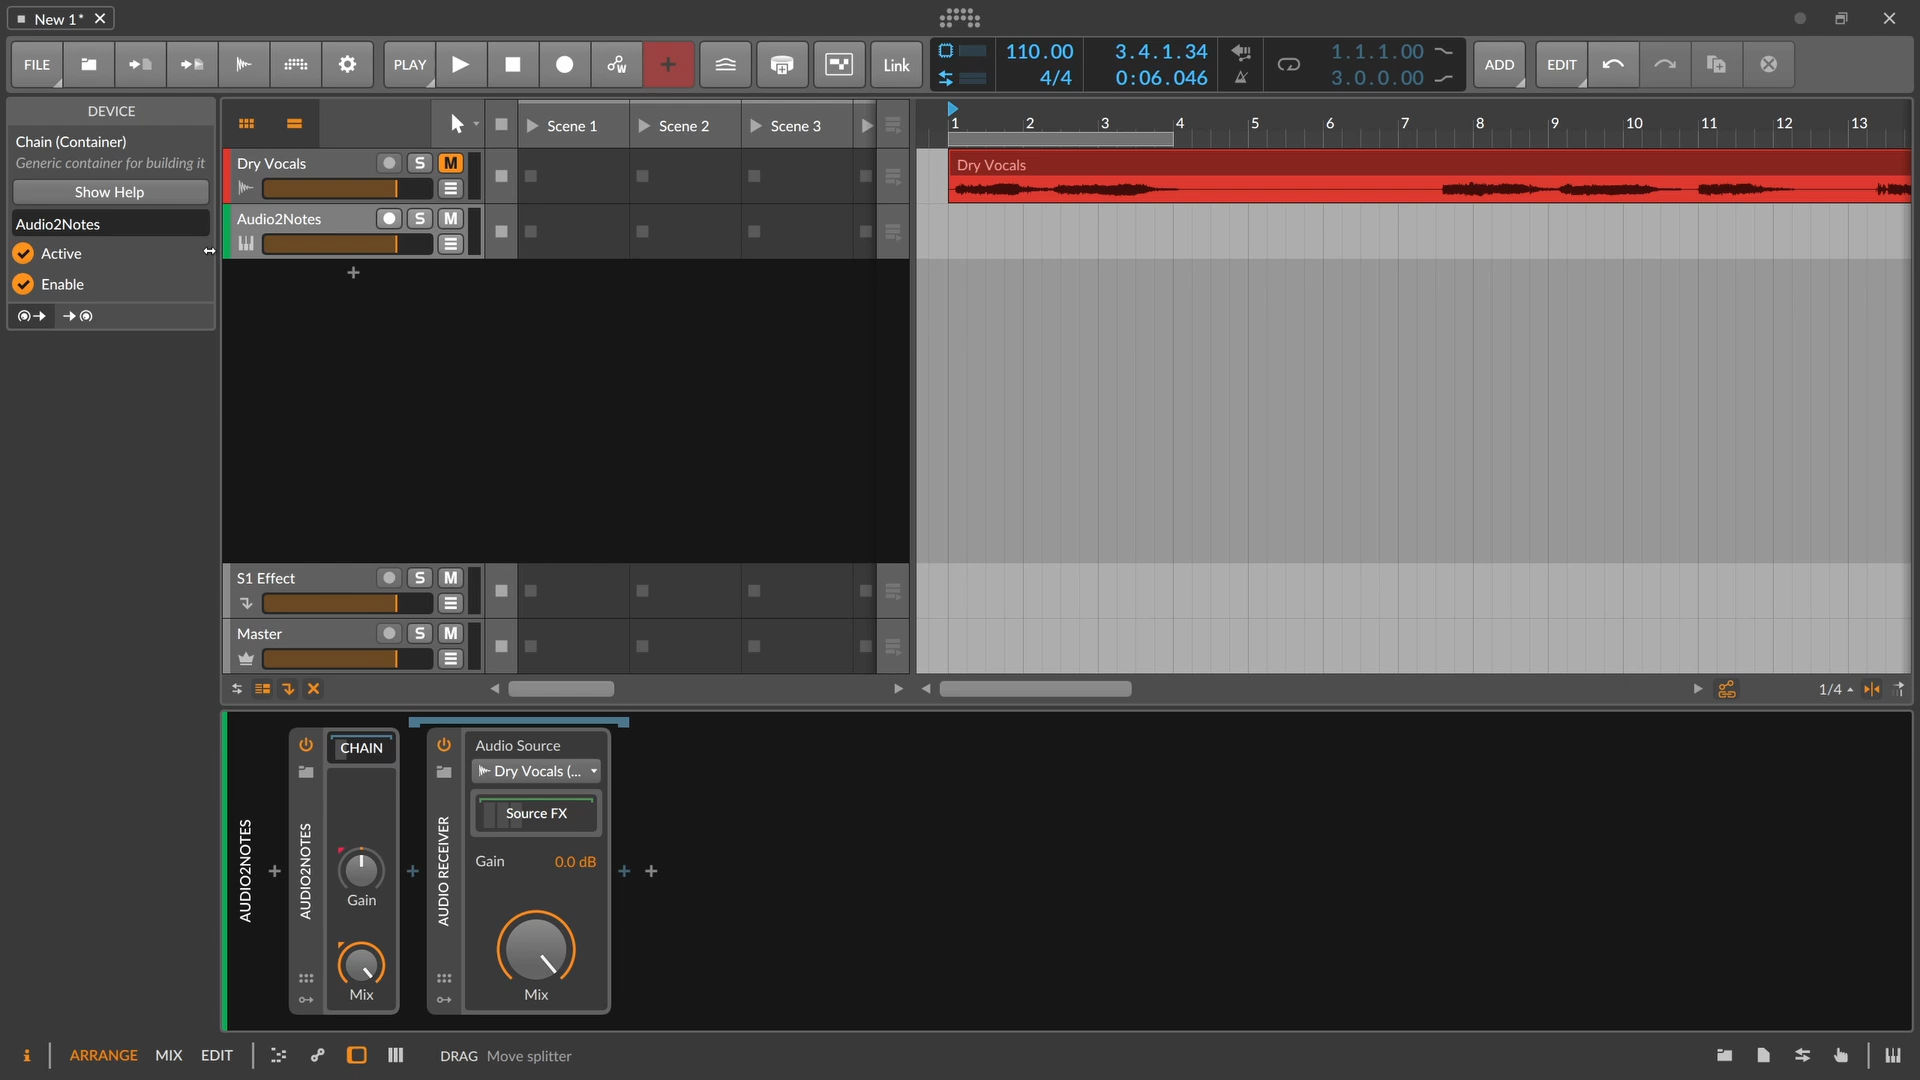 New 1*
FILE
PLAY
Link
110.00
4/4
3.4.1.34
0:06.046
1.1.1.00
3.0.0.00
ADD
EDIT
DEVICE
Chain (Container)
Generic container for building it
Show Help
Audio2Notes
Active
Enable
Scene 1
Scene 2
Scene 3
1 2 3 4 5 6 7 8 9 10 11 12 13
Dry Vocals
S
M
Dry Vocals
Audio2Notes
S
M
S1 Effect
S
M
Master
S
M
1/4
AUDIO2NOTES
AUDIO2NOTES
CHAIN
Gain
Mix
AUDIO RECEIVER
Audio Source
Dry Vocals (...
Source FX
Gain
0.0 dB
Mix
i
ARRANGE
MIX
EDIT
DRAG Move splitter